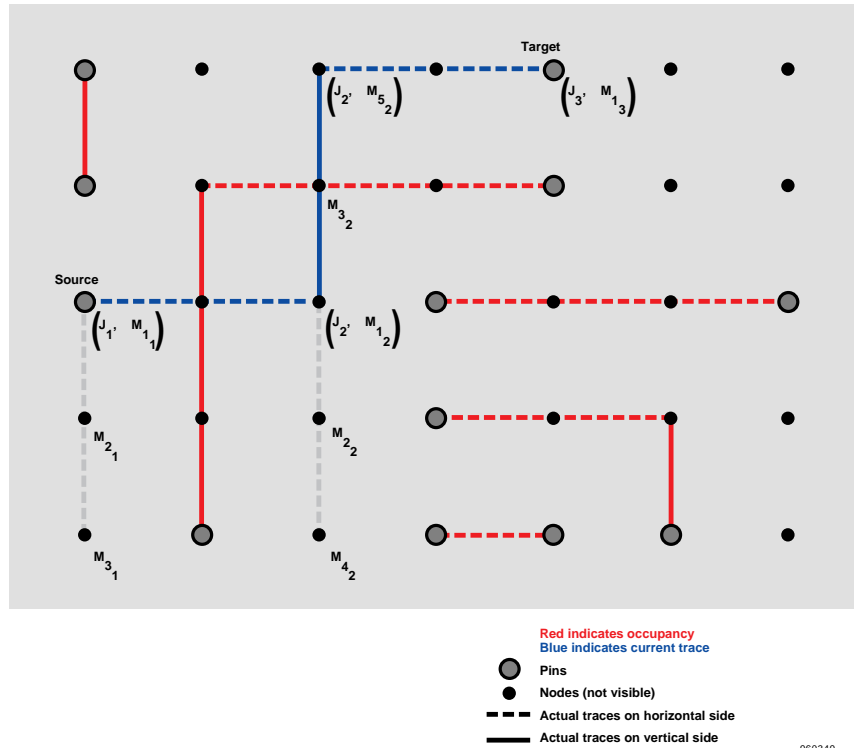 Target
(J2, M52)
(J3, M13)
M32
Source
(J1, M11)
(J2, M12)
M21
M22
M31
M42
Red indicates occupancy
Blue indicates current trace
Pins
Nodes (not visible)
Actual traces on horizontal side
Actual traces on vertical side